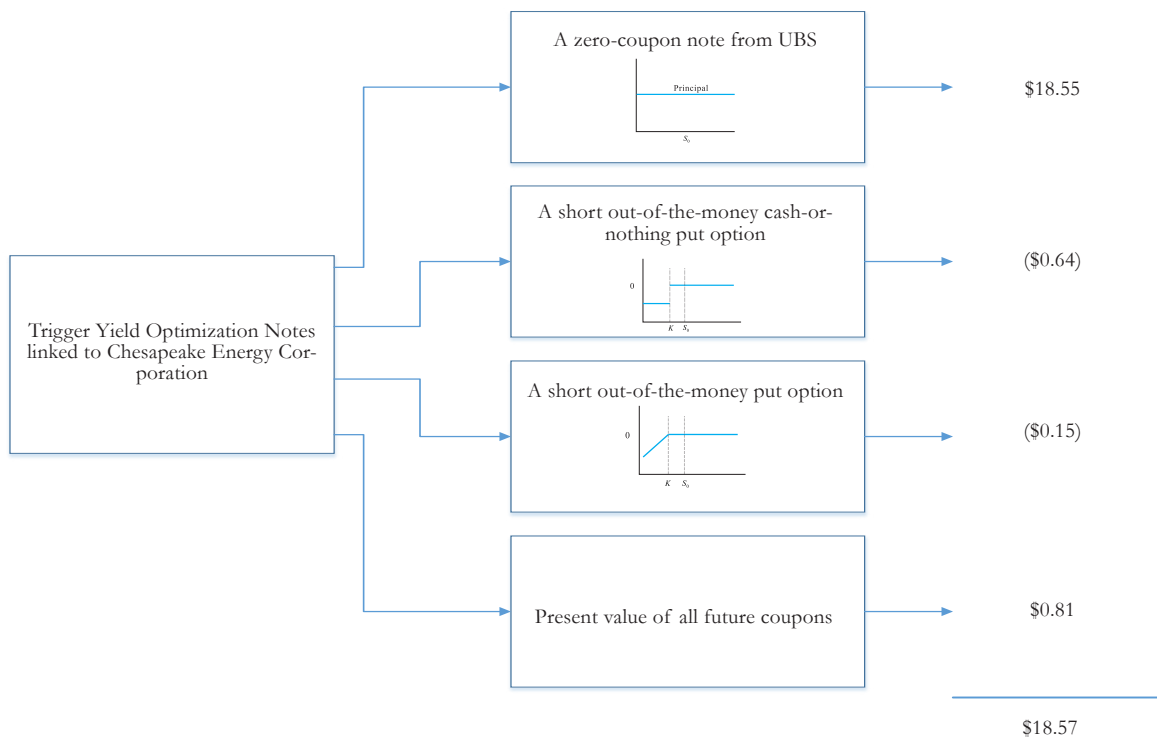 A zero-coupon note from UBS
Principal
S0
$18.55
A short out-of-the-money cash-or-
nothing put option
0
K
S0
($0.64)
Trigger Yield Optimization Notes
linked to Chesapeake Energy Cor-
poration
A short out-of-the-money put option
0
K
S0
($0.15)
Present value of all future coupons
$0.81
$18.57